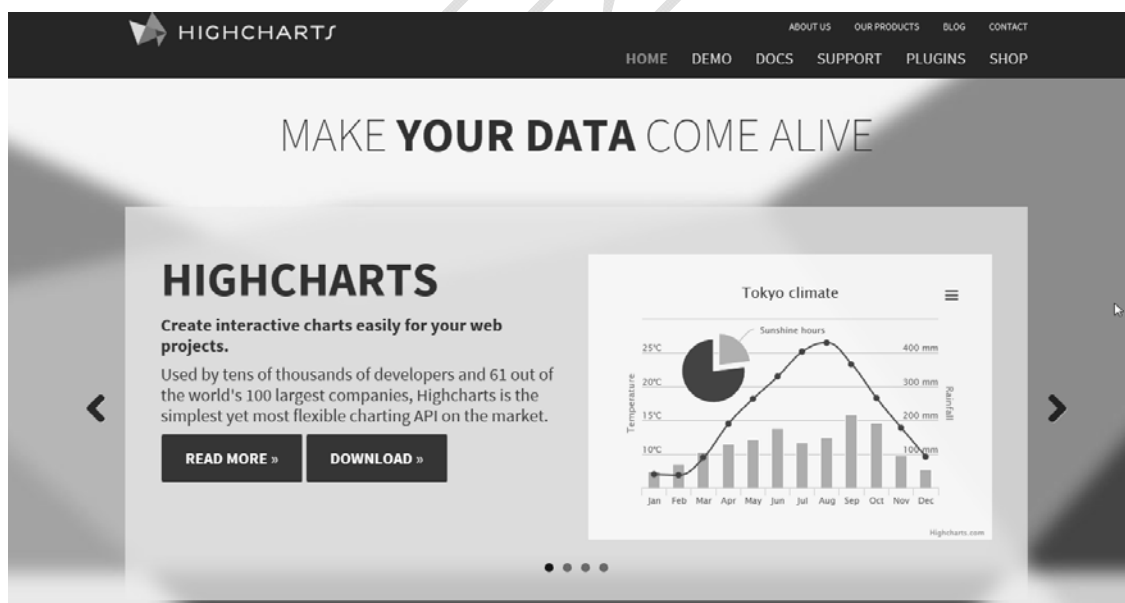 HIGHCHARTS
ABOUT US OUR PRODUCTS BLOG CONTACT
HOME DEMO DOCS SUPPORT PLUGINS SHOP
MAKE YOUR DATA COME ALIVE
HIGHCHARTS
Create interactive charts easily for your web
projects.
Used by tens of thousands of developers and 61 out of
the world's 100 largest companies, Highcharts is the
simplest yet most flexible charting API on the market.
READ MORE » DOWNLOAD »
Tokyo climate
Sunshine hours
25°C 400 mm
20°C 300 mm
15°C 200 mm
10°C 100 mm
Temperature
Rainfall
Jan Feb Mar Apr May Jun Jul Aug Sep Oct Nov Dec
Highcharts.com